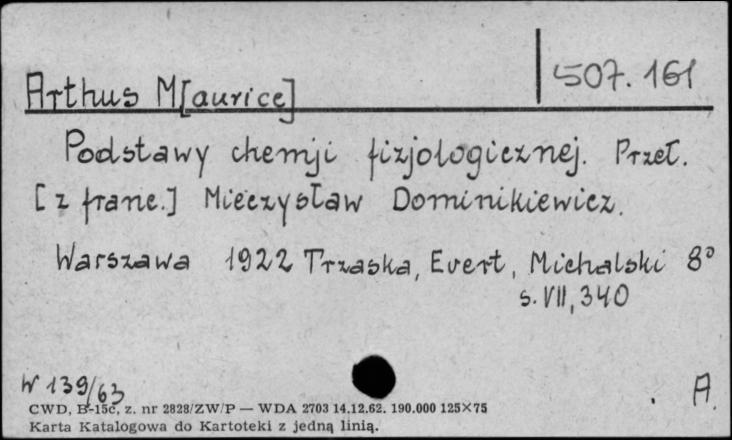 507.161
Arthus M[aurice]
Podstawy chemji fizjologicznej. Przeł.
[z franc.] Mieczysław Dominikiewicz.
Warszawa 1922 Trzaska, Evert, Michalski 8°
s. VII, 340
W 139/63
A.
CWD, B-15c, z. nr 2828/ZW/P — WDA 2703 14.12.62. 190.000 125×75
Karta Katalogowa do Kartoteki z jedną linią.